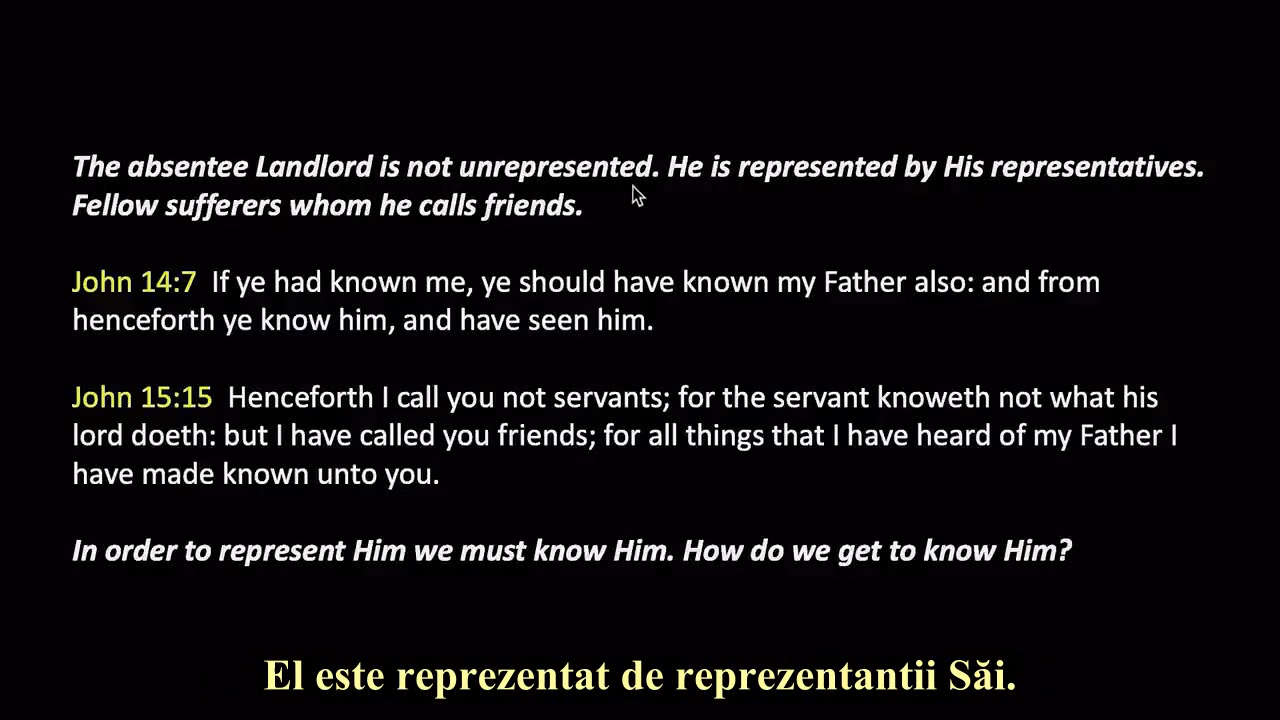 The absentee Landlord is not unrepresented. He is represented by His representatives.
Fellow sufferers whom he calls friends.
John 14:7 If ye had known me, ye should have known my Father also: and from
henceforth ye know him, and have seen him.
John 15:15 Henceforth I call you not servants; for the servant knoweth not what his
lord doeth: but I have called you friends; for all things that I have heard of my Father I
have made known unto you.
In order to represent Him we must know Him. How do we get to know Him?
El este reprezentat de reprezentantii Săi.